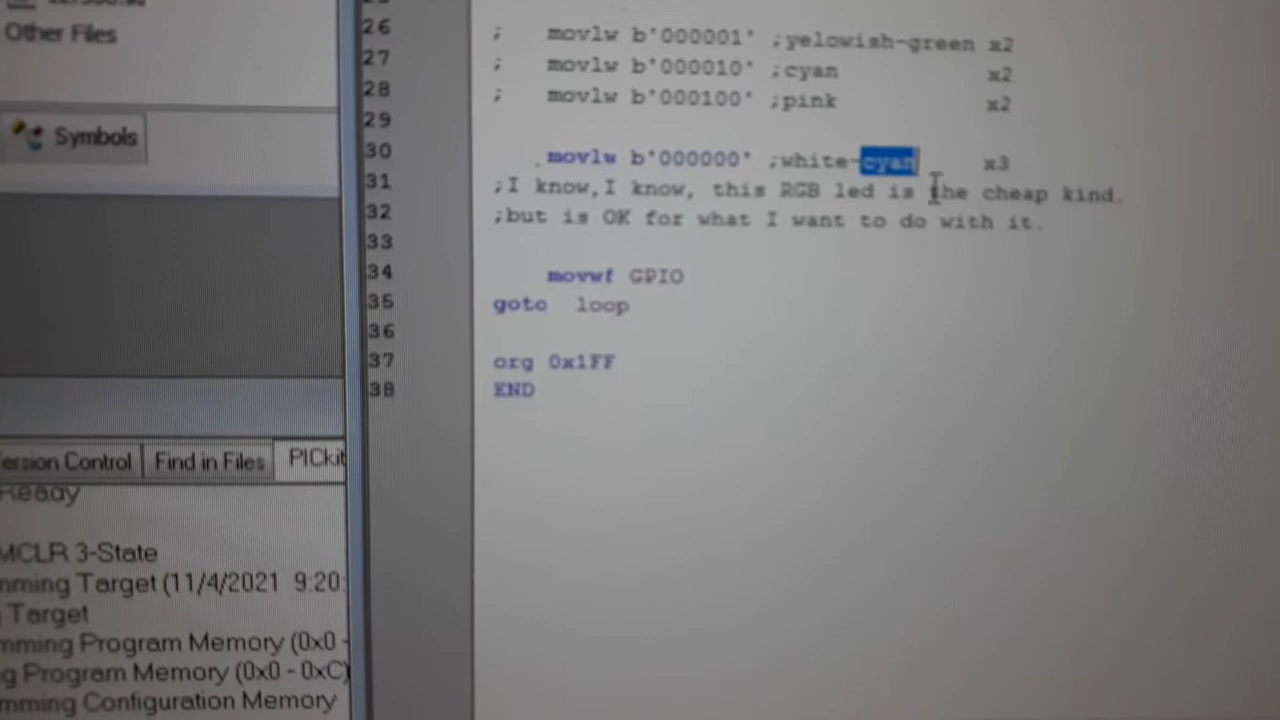 Other Files
Symbols
26 ; movlw b'000001' ;yelowish-green x2
27 ; movlw b'000010' ;cyan x2
28 ; movlw b'000100' ;pink x2
29
30 movlw b'000000' ;white-cyan x3
31 ;I know,I know, this RGB led is the cheap kind.
32 ;but is OK for what I want to do with it.
33
34 movwf GPIO
35 goto loop
36
37 org 0x1FF
38 END
ersion Control Find in Files PICkit
Ready
MCLR 3-State
mming Target (11/4/2021 9:20:
Target
mming Program Memory (0x0 -
g Program Memory (0x0 - 0xC)
mming Configuration Memory